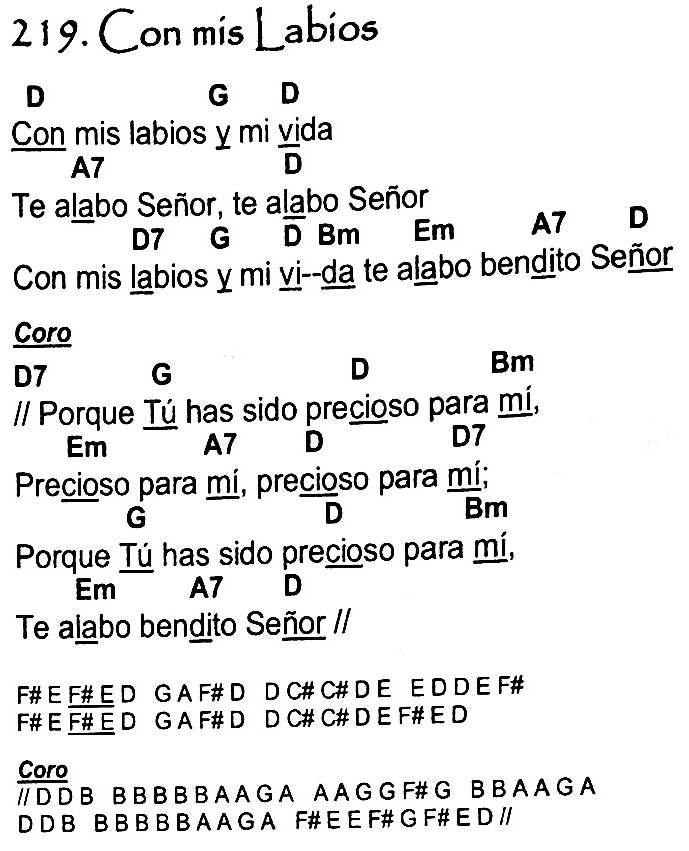 219. Con mis Labios
D G D
Con mis labios y mi vida
A7 D
Te alabo Señor, te alabo Señor
D7 G D Bm Em A7 D
Con mis labios y mi vi--da te alabo bendito Señor
Coro
D7 G D Bm
// Porque Tú has sido precioso para mí,
Em A7 D D7
Precioso para mí, precioso para mí;
G D Bm
Porque Tú has sido precioso para mí,
Em A7 D
Te alabo bendito Señor //
F# E F# E D G A F# D D C# C# D E E D D E F#
F# E F# E D G A F# D D C# C# D E F# E D
Coro
// D D B B B B B B A A G A A A G G F# G B B A A G A
D D B B B B B B A A G A F# E E F# G F# E D //